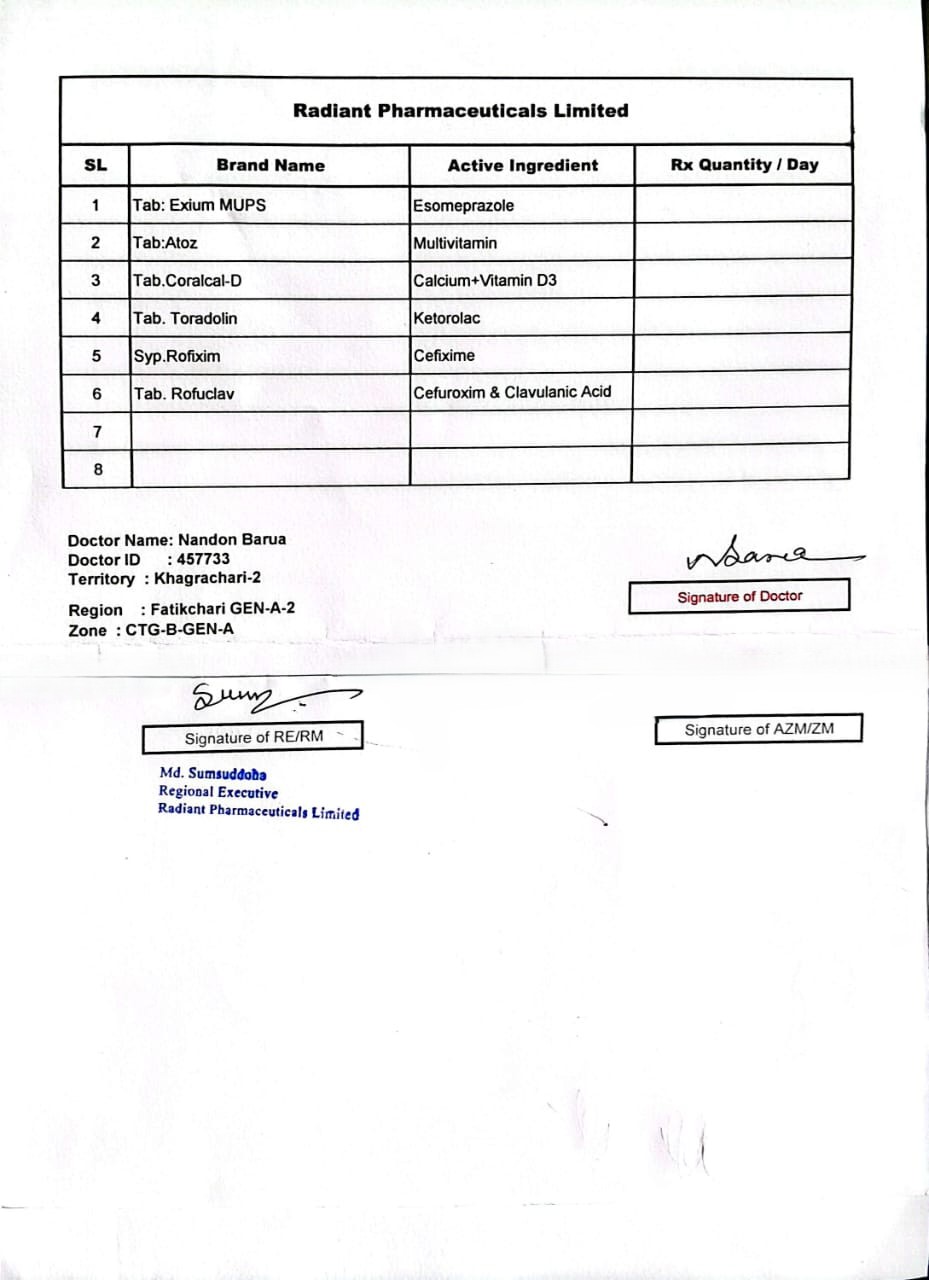 Radiant Pharmaceuticals Limited
SL Brand Name Active Ingredient Rx Quantity / Day
1 Tab: Exium MUPS Esomeprazole
2 Tab:Atoz Multivitamin
3 Tab.Coralcal-D Calcium+Vitamin D3
4 Tab. Toradolin Ketorolac
5 Syp.Rofixim Cefixime
6 Tab. Rofuclav Cefuroxim & Clavulanic Acid
7
8
Doctor Name: Nandon Barua
Doctor ID : 457733
Territory : Khagrachari-2
Region : Fatikchari GEN-A-2
Zone : CTG-B-GEN-A
Signature of Doctor
Signature of RE/RM
Signature of AZM/ZM
Md. Sumsuddoha
Regional Executive
Radiant Pharmaceuticals Limited